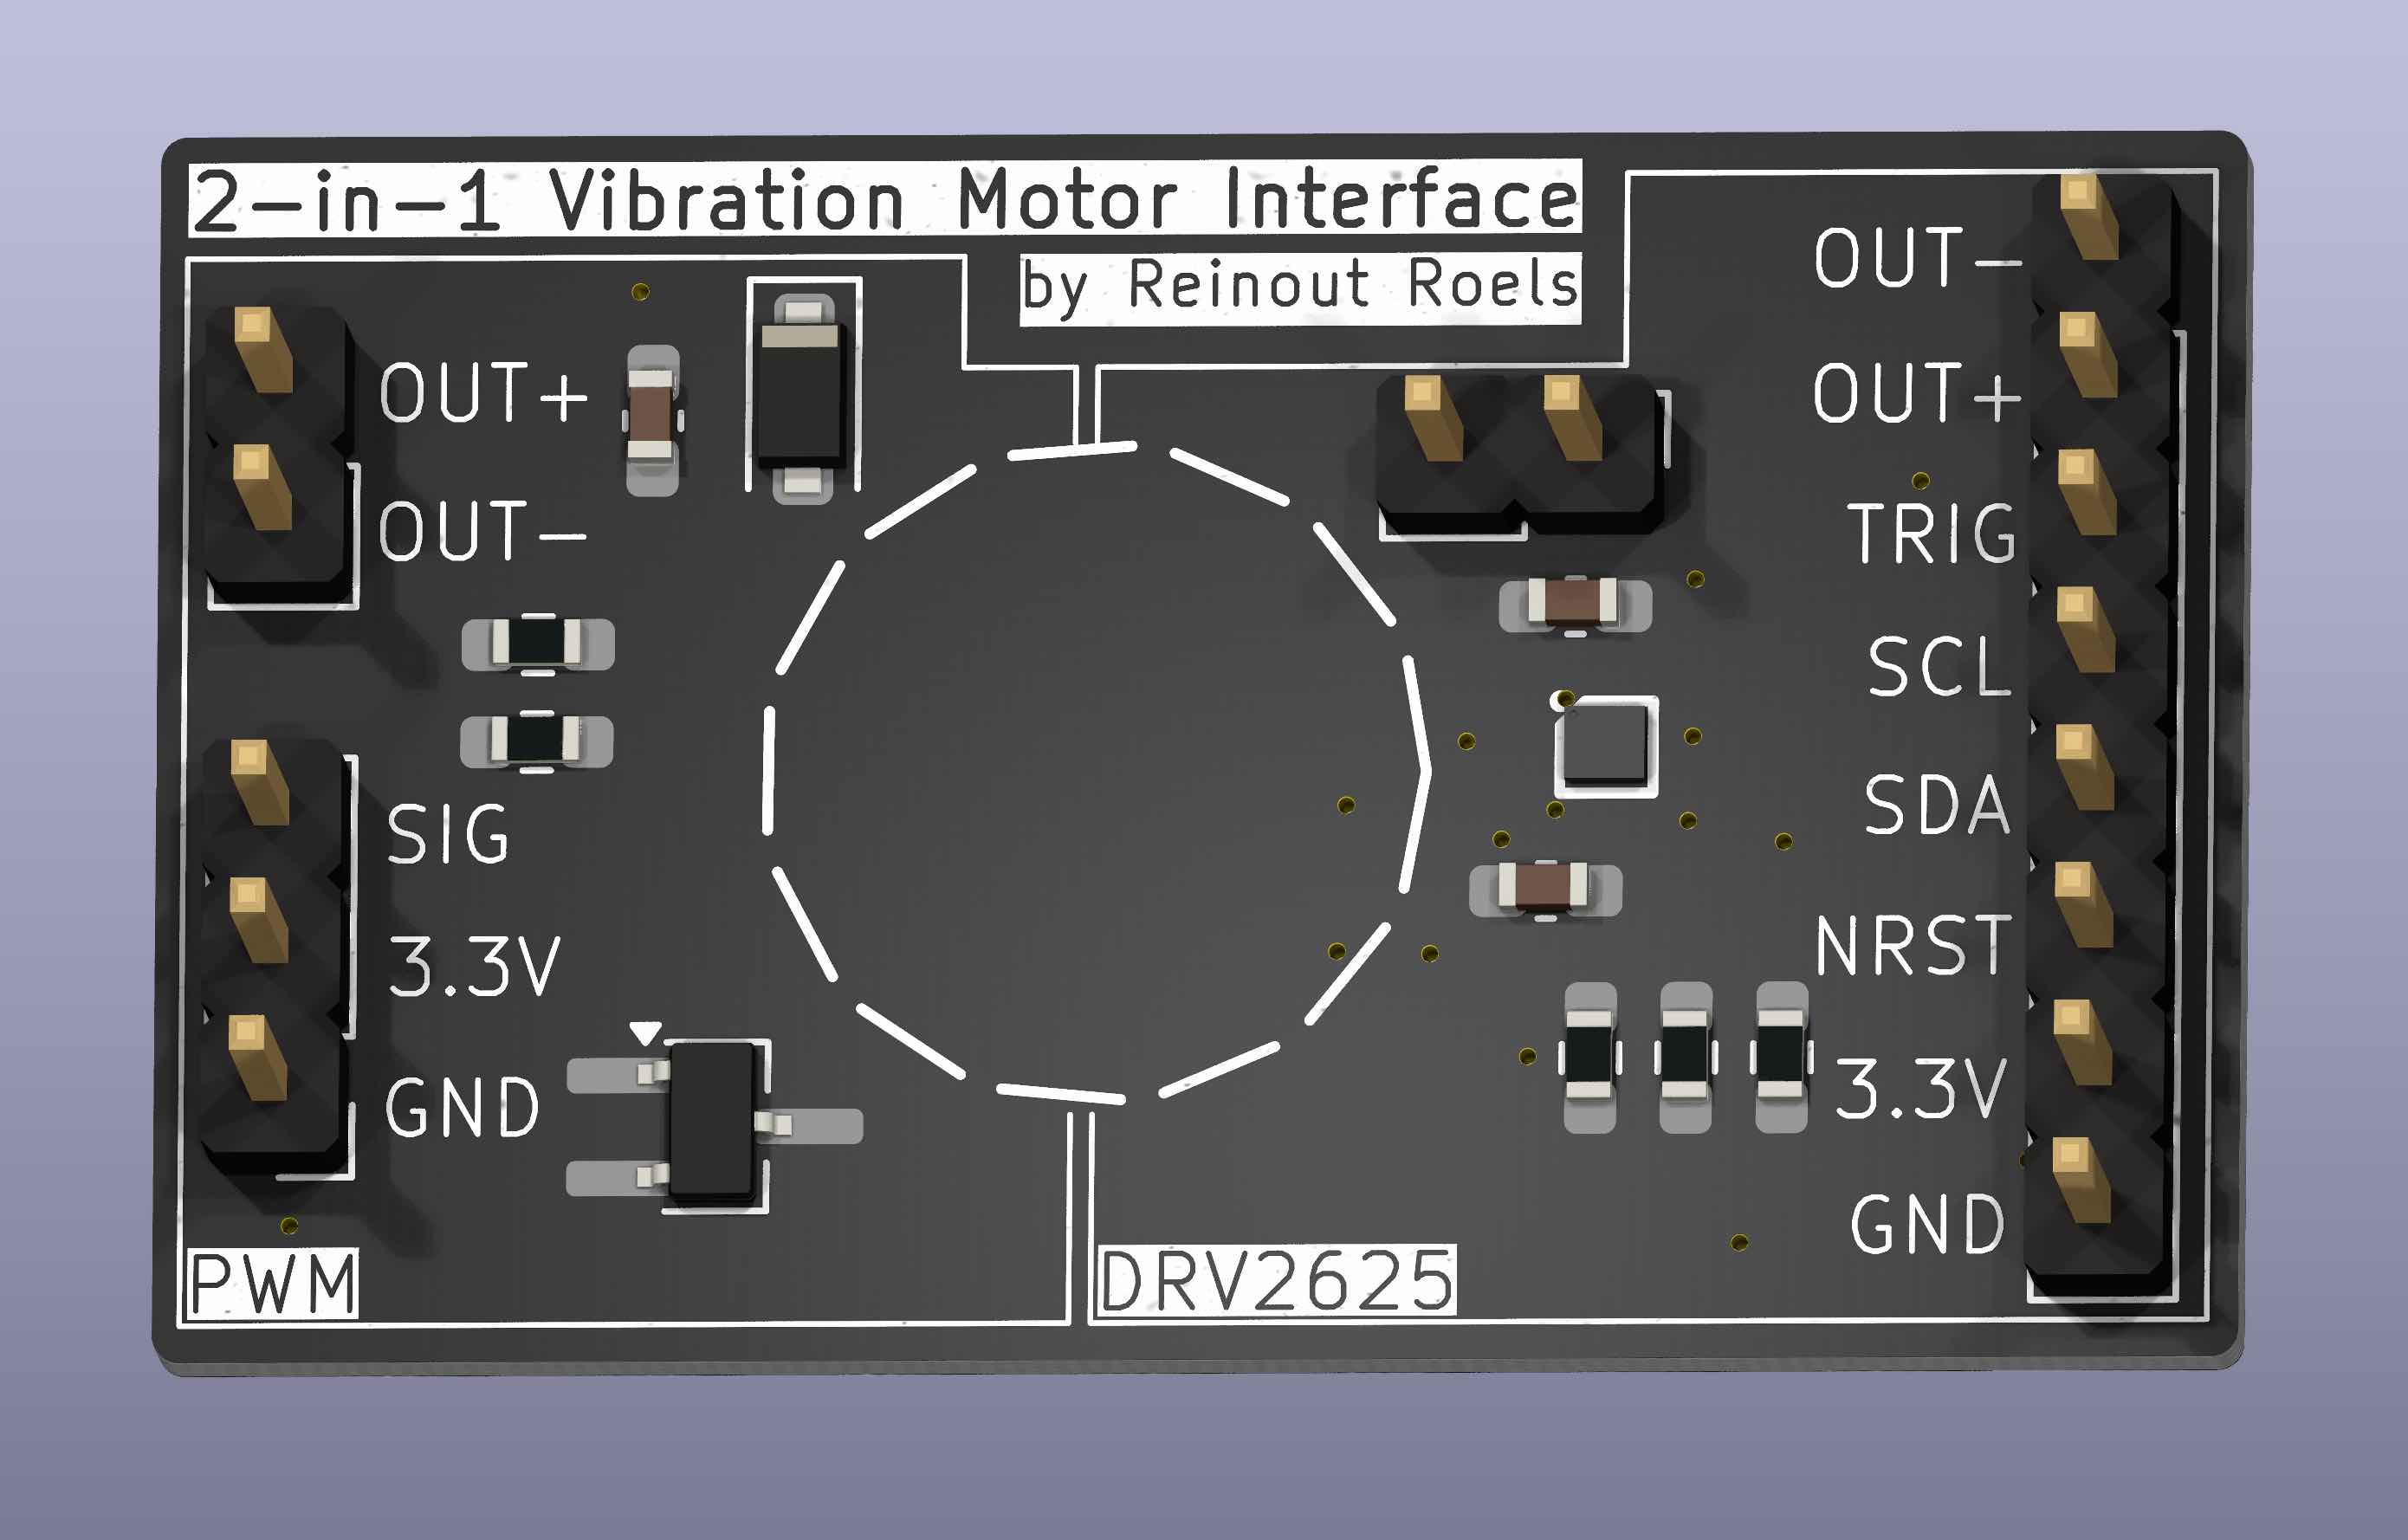 2-in-1 Vibration Motor Interface
by Reinout Roels
OUT+
OUT-
SIG
3.3V
GND
PWM
OUT-
OUT+
TRIG
SCL
SDA
NRST
3.3V
GND
DRV2625